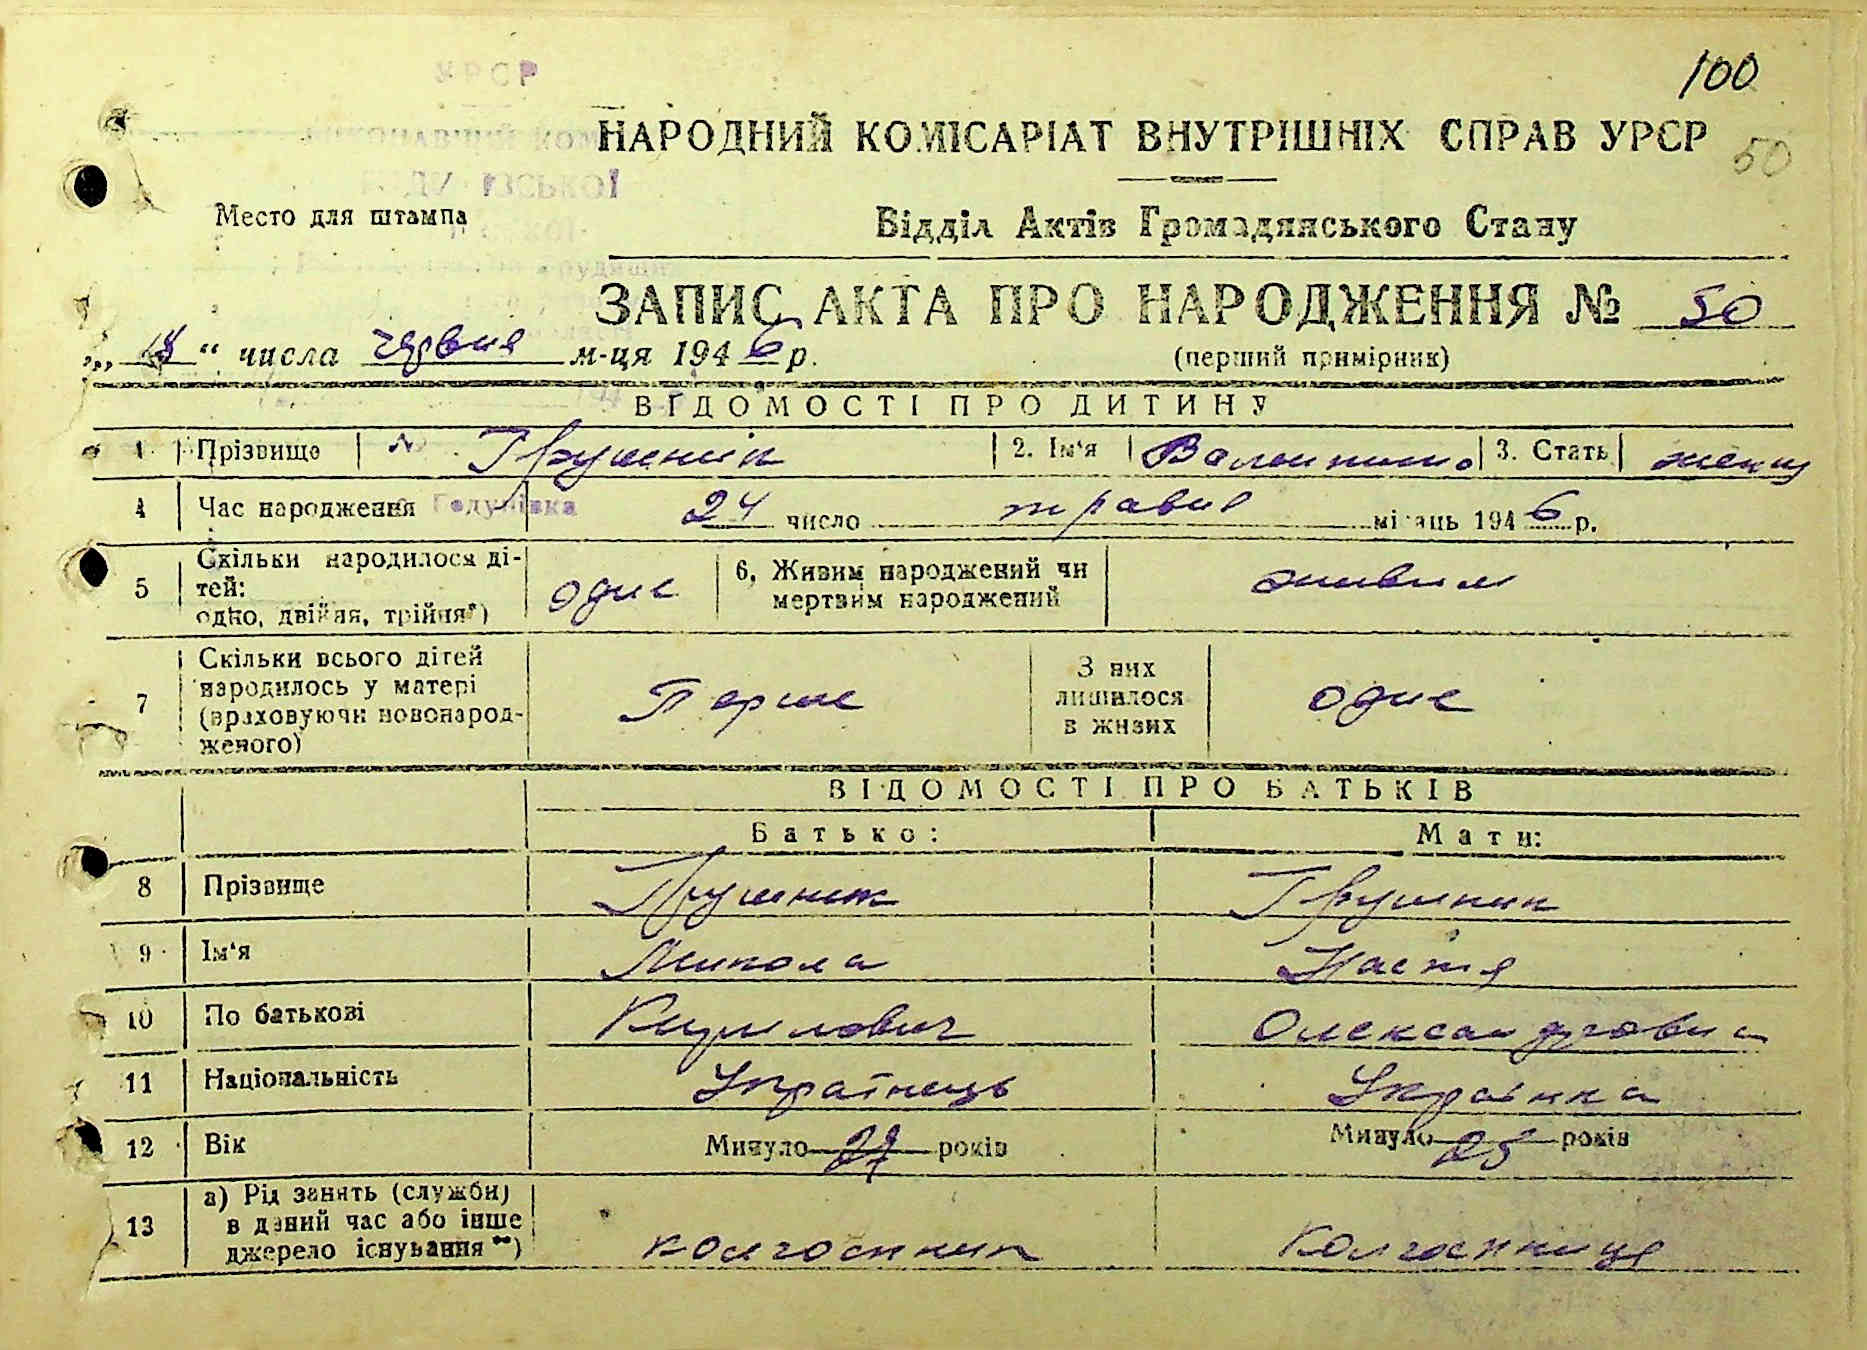 100
УРСР
НАРОДНИЙ КОМІСАРІАТ ВНУТРІШНІХ СПРАВ УРСР
50
Место для штампа
Відділ Актів Громадянського Стану
ЗАПИС АКТА ПРО НАРОДЖЕННЯ № 50
„ 18 “ числа червня м-ця 1946 р.
(перший примірник)
ВІДОМОСТІ ПРО ДИТИНУ
1 Прізвище Грушник 2. Ім‘я Валентина 3. Стать жіноч
4 Час народження 24 число травня місяць 1946 р.
5 Скільки народилося ді-
тей:
одно, двійня, трійня*)
одне
6, Живим народжений чи
мертвим народжений
живим
7 Скільки всього дітей
народилось у матері
(враховуючи новонарод-
женого)
Перше
З них
лишилося
в живих
одне
ВІДОМОСТІ ПРО БАТЬКІВ
Батько: Мати:
8 Прізвище Грушник Грушник
9 Ім‘я Микола Настя
10 По батькові Кирилович Олександровна
11 Національність Українець Українка
12 Вік Минуло 27 років Минуло 25 років
13 а) Рід занять (служби)
в даний час або інше
джерело існування**)
колгоспник колгоспниця